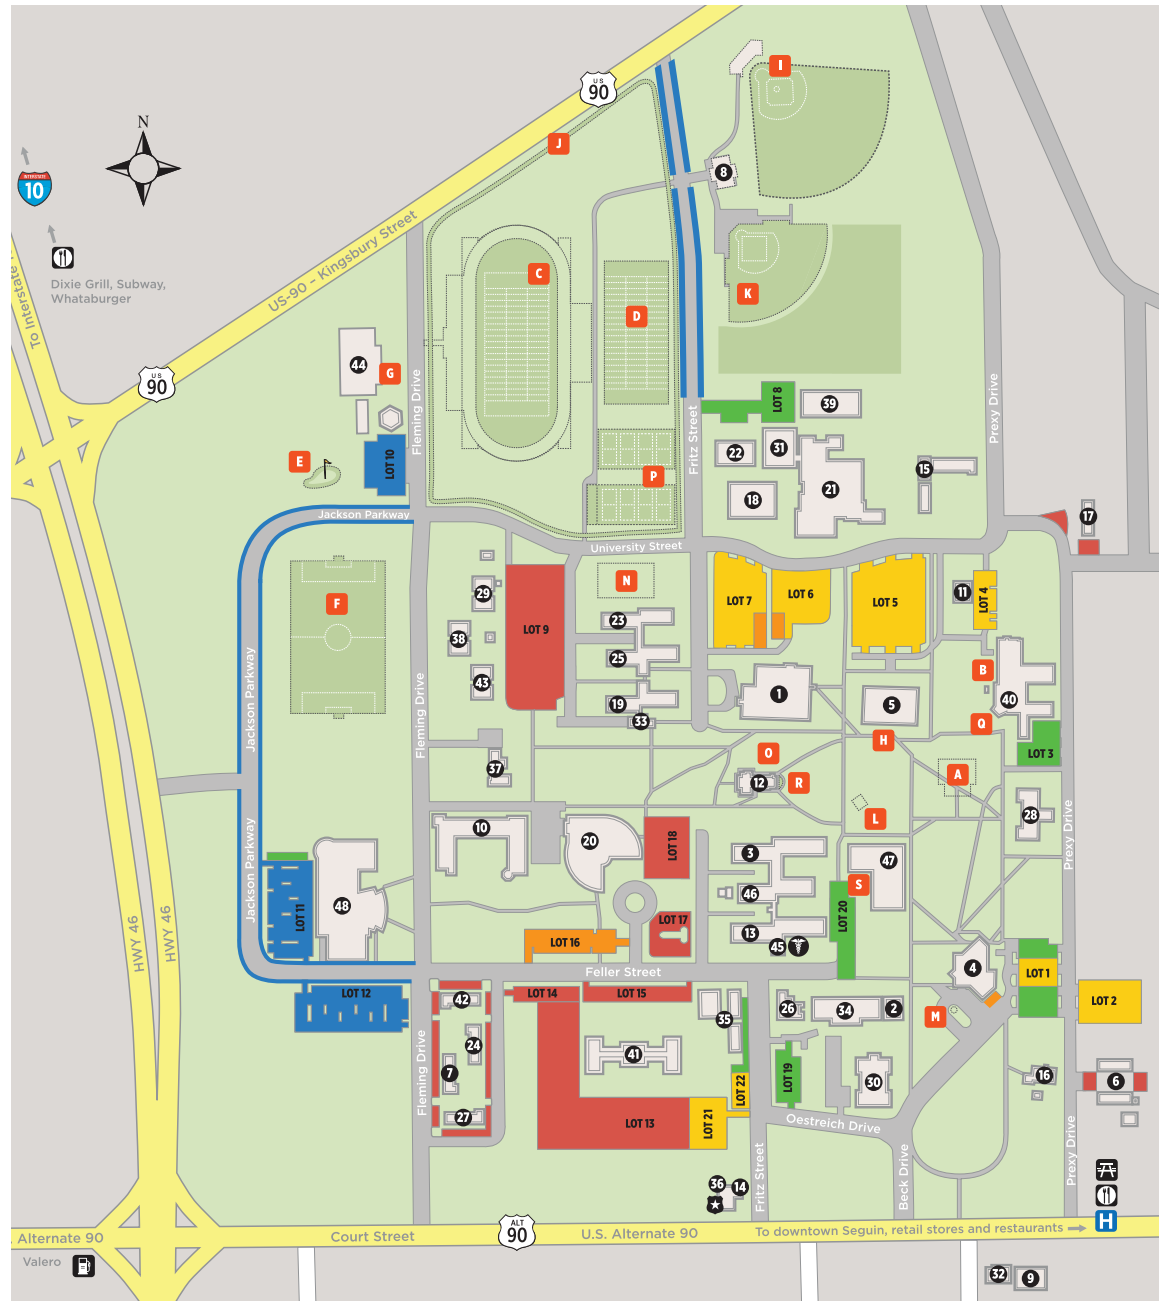 I
US
90
J
N
INTERSTATE
10
8
US-90 – Kingsbury Street
Dixie Grill, Subway,
Whataburger
To Interstate
C
K
D
44
G
US
90
Fleming Drive
LOT 8
39
Prexy Drive
Fritz Street
22
31
E
LOT 10
P
15
18
21
Jackson Parkway
17
University Street
N
29
F
LOT 7
LOT 6
LOT 5
11
LOT 4
23
LOT 9
38
25
B
43
1
40
19
5
33
Q
Jackson Parkway
Fleming Drive
H
O
LOT 3
37
12
R
A
28
L
10
20
LOT 18
3
47
Prexy Drive
46
S
Jackson Parkway
48
LOT 11
LOT 20
LOT 17
13
45
HWY 46
HWY 46
LOT 16
4
LOT 1
Feller Street
LOT 12
LOT 14
LOT 15
42
LOT 2
26
34
2
M
35
24
41
7
Fleming Drive
LOT 19
30
16
6
LOT 22
27
LOT 13
LOT 21
Oestreich Drive
Fritz Street
Beck Drive
Prexy Drive
36
14
H
. Alternate 90
Court Street
ALT
90
U.S. Alternate 90
To downtown Seguin, retail stores and restaurants
Valero
32
9